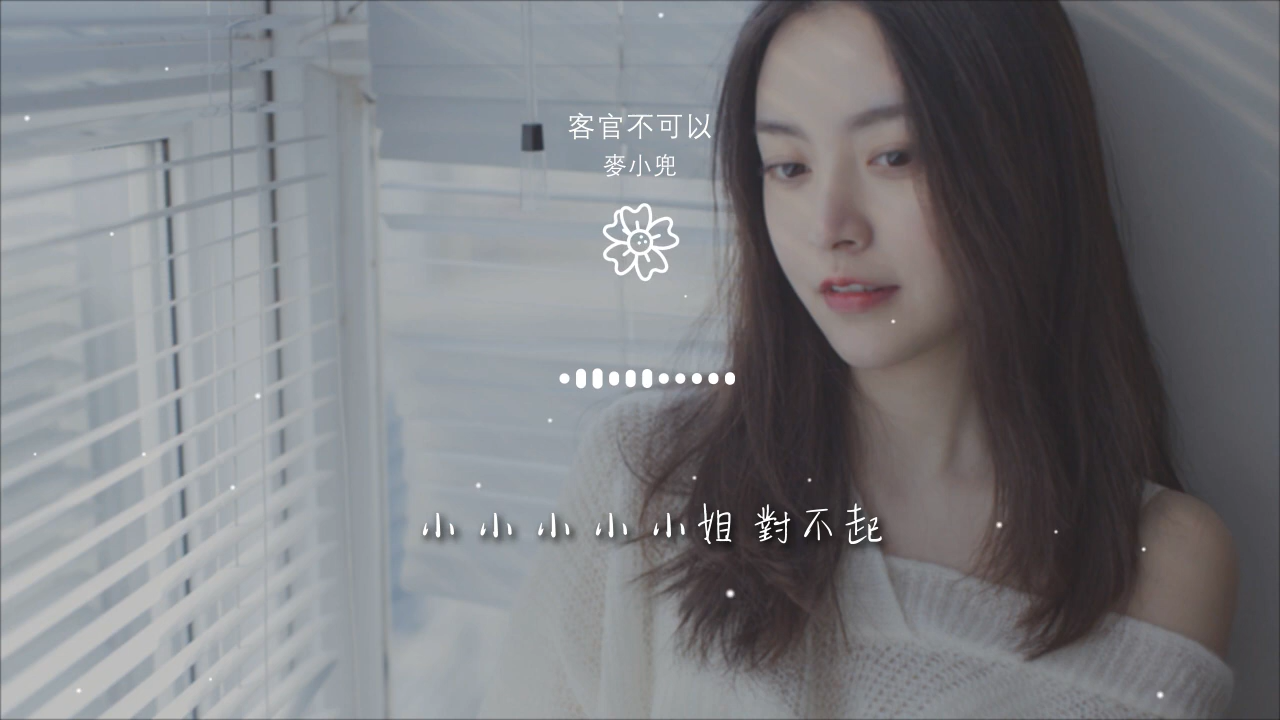 客官不可以
麥小兜
小 小 小 小 小姐 對不起